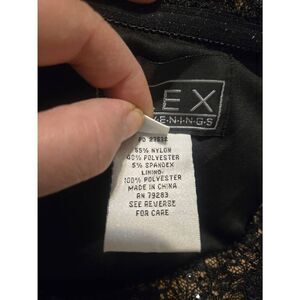 EX
E·N·I·N·G·S
55% NYLON
40% POLYESTER
5% SPANDEX
LINING:
100% POLYESTER
MADE IN CHINA
RN 79283
SEE REVERSE
FOR CARE